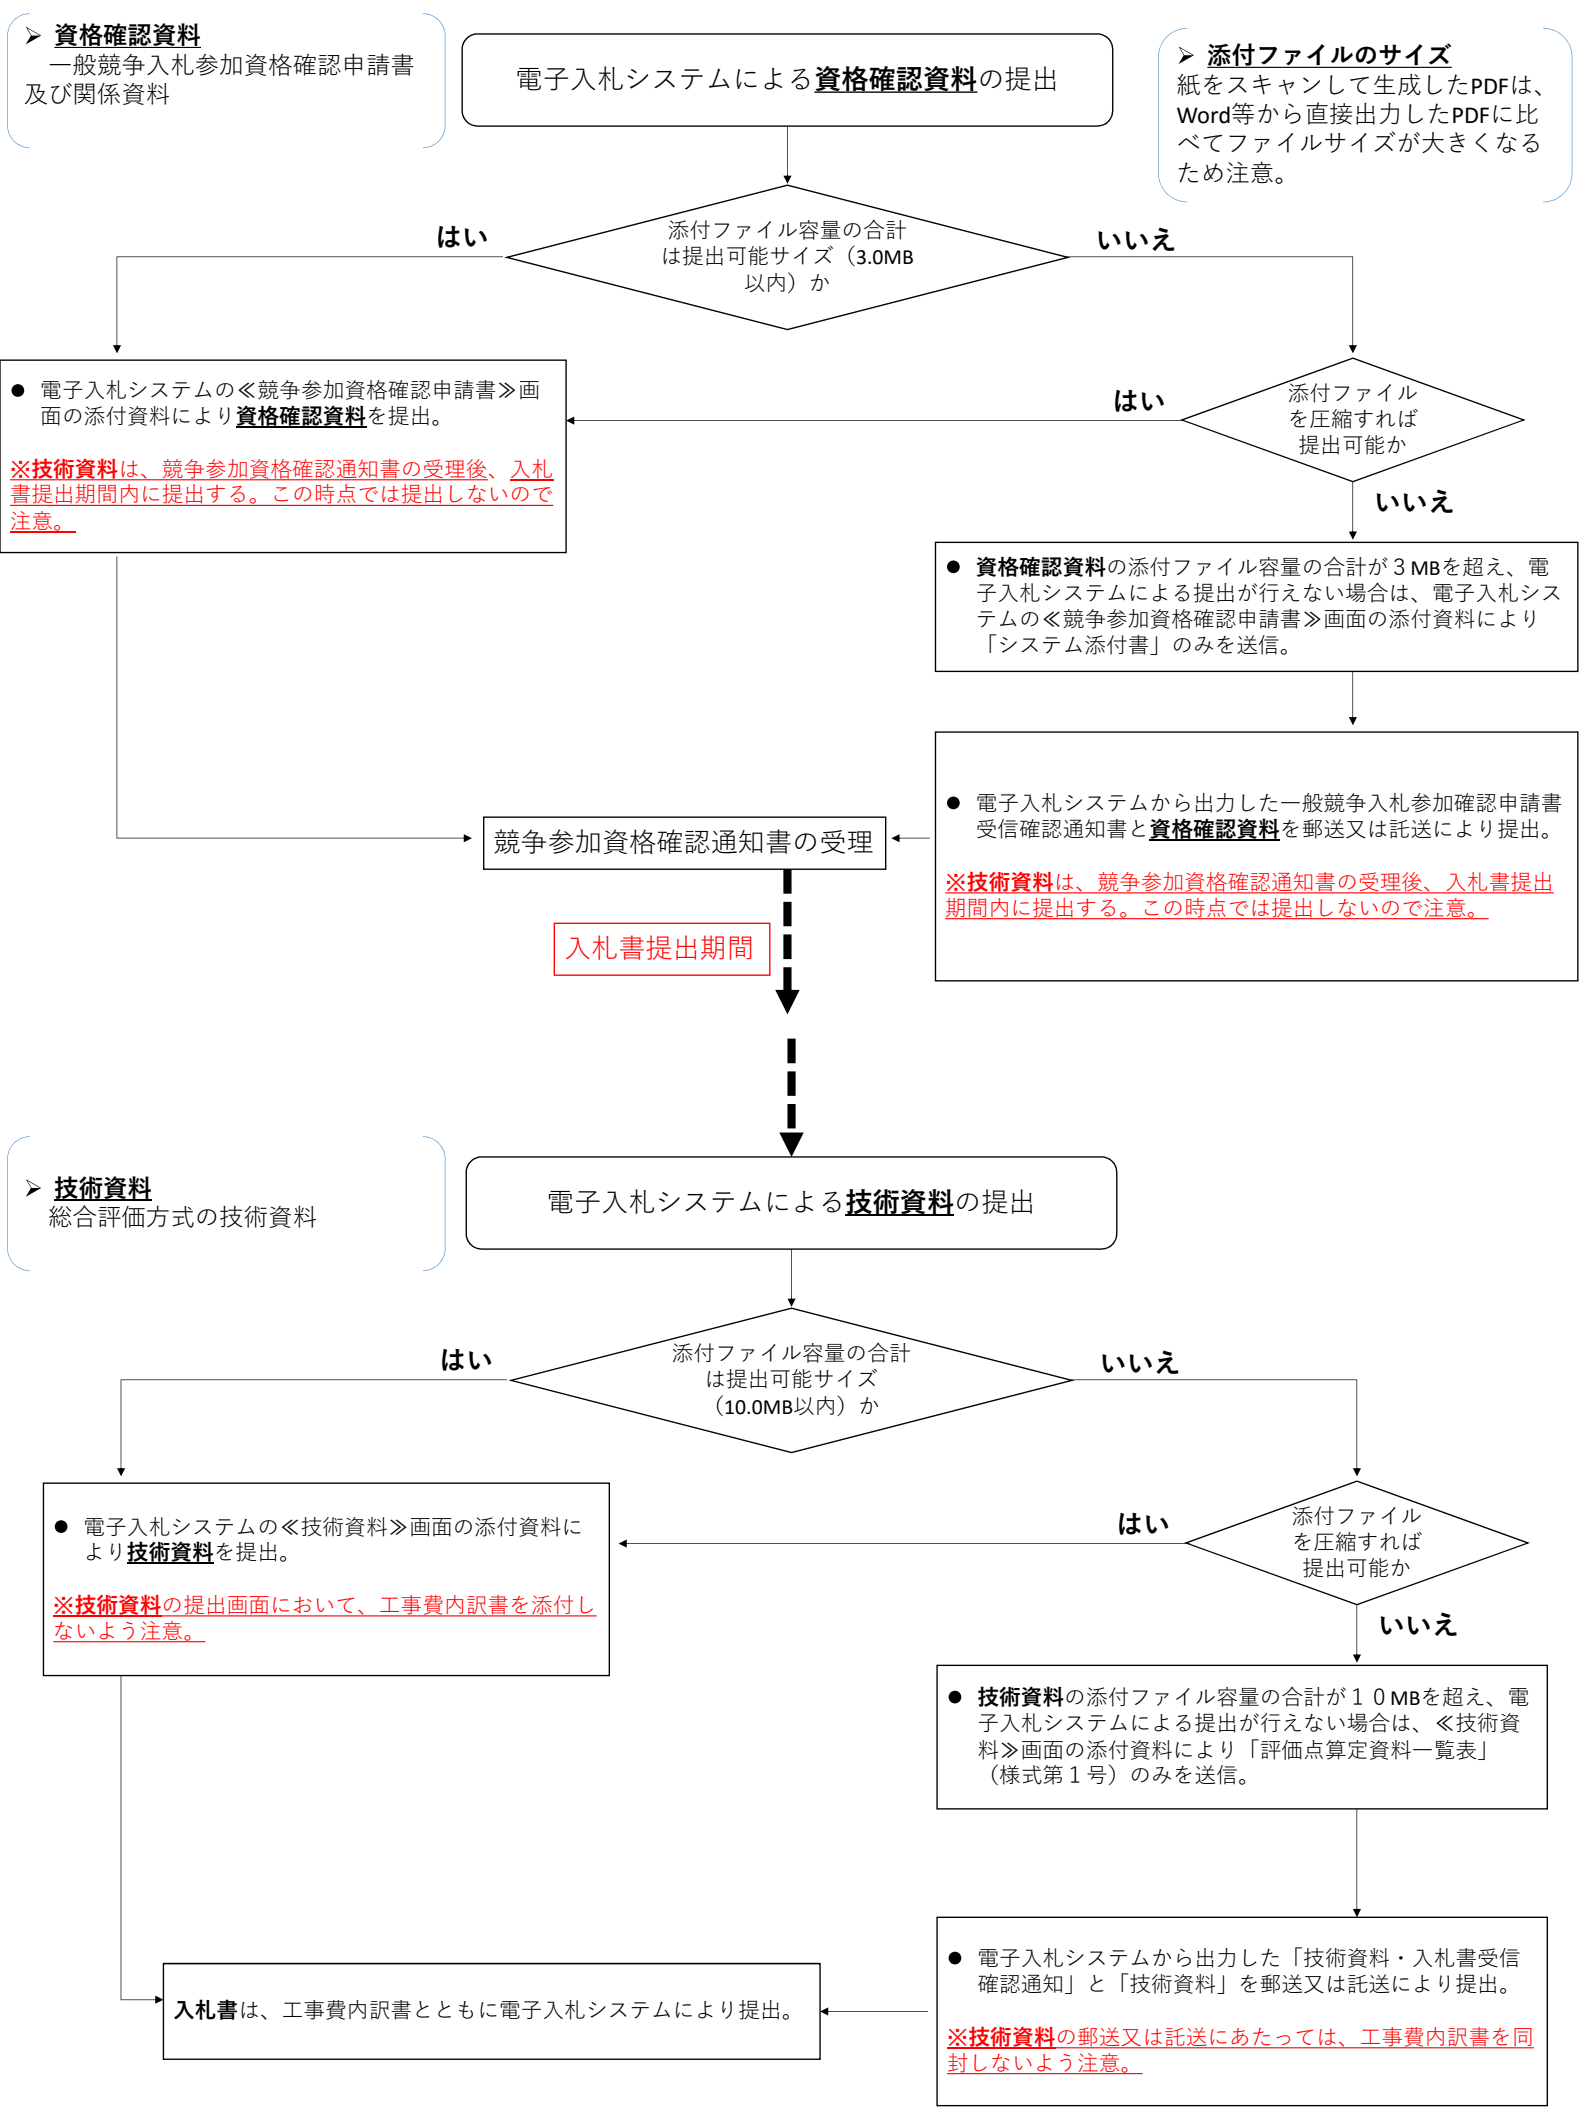 ➢ 資格確認資料
一般競争入札参加資格確認申請書
及び関係資料
電子入札システムによる資格確認資料の提出
➢ 添付ファイルのサイズ
紙をスキャンして生成したPDFは、
Word等から直接出力したPDFに比
べてファイルサイズが大きくなる
ため注意。
添付ファイル容量の合計
は提出可能サイズ（3.0MB
以内）か
はい
いいえ
● 電子入札システムの≪競争参加資格確認申請書≫画
面の添付資料により資格確認資料を提出。
※技術資料は、競争参加資格確認通知書の受理後、入札
書提出期間内に提出する。この時点では提出しないので
注意。
添付ファイル
を圧縮すれば
提出可能か
はい
いいえ
● 資格確認資料の添付ファイル容量の合計が３MBを超え、電
子入札システムによる提出が行えない場合は、電子入札シス
テムの≪競争参加資格確認申請書≫画面の添付資料により
「システム添付書」のみを送信。
● 電子入札システムから出力した一般競争入札参加確認申請書
受信確認通知書と資格確認資料を郵送又は託送により提出。
※技術資料は、競争参加資格確認通知書の受理後、入札書提出
期間内に提出する。この時点では提出しないので注意。
競争参加資格確認通知書の受理
入札書提出期間
➢ 技術資料
総合評価方式の技術資料
電子入札システムによる技術資料の提出
添付ファイル容量の合計
は提出可能サイズ
（10.0MB以内）か
はい
いいえ
● 電子入札システムの≪技術資料≫画面の添付資料に
より技術資料を提出。
※技術資料の提出画面において、工事費内訳書を添付し
ないよう注意。
添付ファイル
を圧縮すれば
提出可能か
はい
いいえ
● 技術資料の添付ファイル容量の合計が１０MBを超え、電
子入札システムによる提出が行えない場合は、≪技術資
料≫画面の添付資料により「評価点算定資料一覧表」
（様式第１号）のみを送信。
● 電子入札システムから出力した「技術資料・入札書受信
確認通知」と「技術資料」を郵送又は託送により提出。
※技術資料の郵送又は託送にあたっては、工事費内訳書を同
封しないよう注意。
入札書は、工事費内訳書とともに電子入札システムにより提出。